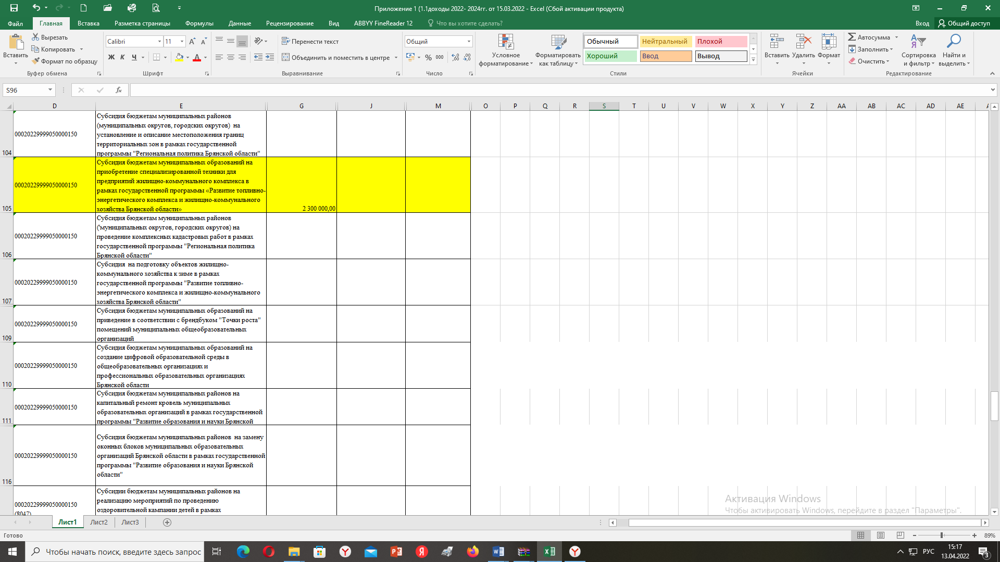 Приложение 1 (1.1доходы 2022- 2024гг. от 15.03.2022 - Excel (Сбой активации продукта)
Файл Главная Вставка Разметка страницы Формулы Данные Рецензирование Вид ABBYY FineReader 12 Что вы хотите сделать? Вход Общий доступ
Вставить
Вырезать
Копировать
Формат по образцу
Буфер обмена
Calibri 11
Ж К Ч А
Шрифт
Перенести текст
Объединить и поместить в центре
Выравнивание
Общий
% 000
Число
Условное форматирование
Форматировать как таблицу
Обычный Нейтральный Плохой
Хороший Ввод Вывод
Стили
Вставить Удалить Формат
Ячейки
Автосумма
Заполнить
Очистить
Сортировка и фильтр
Найти и выделить
Редактирование
S96 fx
D E G J M O P Q R S T U V W X Y Z AA AB AC AD AE
104 00020229999050000150
Субсидия бюджетам муниципальных районов
(муниципальных округов, городских округов) на
установление и описание местоположения границ
территориальных зон в рамках государственной
программы "Региональная политика Брянской области"
105 00020229999050000150
Субсидия бюджетам муниципальных образований на
приобретение специализированной техники для
предприятий жилищно-коммунального комплекса в
рамках государственной программы «Развитие топливно-
энергетического комплекса и жилищно-коммунального
хозяйства Брянской области»
2 300 000,00
106 00020229999050000150
Субсидия бюджетам муниципальных районов
('муниципальных округов, городских округов) на
проведение комплексных кадастровых работ в рамках
государственной программы "Региональная политика
Брянской области"
107 00020229999050000150
Субсидия на подготовку объектов жилищно-
коммунального хозяйства к зиме в рамках
государственной программы "Развитие топливно-
энергетического комплекса и жилищно-коммунального
хозяйства Брянской области"
109 00020229999050000150
Субсидия бюджетам муниципальных образований на
приведение в соответствии с брендбуком "Точки роста"
помещений муниципальных общеобразовательных
организаций
110 00020229999050000150
Субсидия бюджетам муниципальных образований на
создание цифровой образовательной среды в
общеобразовательных организациях и
профессиональных образовательных организациях
Брянской области
111 00020229999050000150
Субсидия бюджетам муниципальных районов на
капитальный ремонт кровель муниципальных
образовательных организаций в рамках государственной
программы "Развитие образования и науки Брянской
116 00020229999050000150
Субсидия бюджетам муниципальных районов на замену
оконных блоков муниципальных образовательных
организаций Брянской области в рамках государственной
программы "Развитие образования и науки Брянской
области"
00020229999050000150
(8047)
Субсидии бюджетам муниципальных районов на
реализацию мероприятий по проведению
оздоровительной кампании детей в рамках
Активация Windows
Чтобы активировать Windows, перейдите в раздел "Параметры".
Лист1 Лист2 Лист3
Готово 89%
Чтобы начать поиск, введите здесь запрос
РУС 15:17
13.04.2022
3